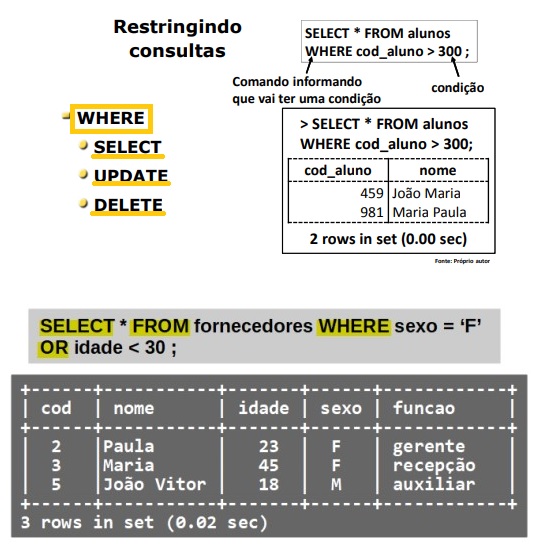 Restringindo
consultas
SELECT * FROM alunos
WHERE cod_aluno > 300 ;
Comando informando
que vai ter uma condição
condição
WHERE
SELECT
UPDATE
DELETE
> SELECT * FROM alunos
WHERE cod_aluno > 300;
cod_aluno nome
459 João Maria
981 Maria Paula
2 rows in set (0.00 sec)
Fonte: Próprio autor
SELECT * FROM fornecedores WHERE sexo = ‘F’
OR idade < 30 ;
+------+-----------+-------+------+-------------+
| cod | nome | idade | sexo | funcao |
+------+-----------+-------+------+-------------+
| 2 |Paula | 23 | F | gerente |
| 3 |Maria | 45 | F | recepção |
| 5 |João Vitor | 18 | M | auxiliar |
+------+-----------+-------+------+-------------+
3 rows in set (0.02 sec)